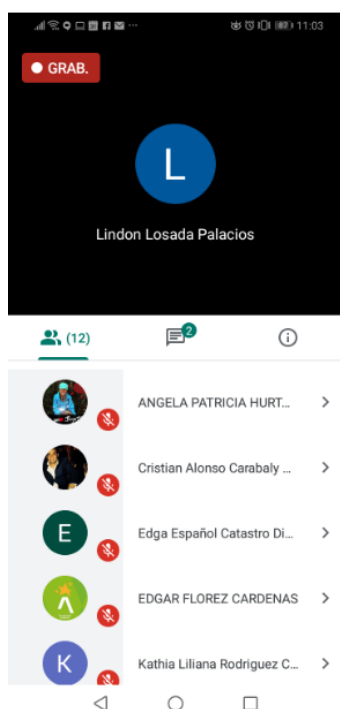 11:03
GRAB.
L
Lindon Losada Palacios
(12)
2
ANGELA PATRICIA HURT...
Cristian Alonso Carabaly ...
E
Edga Español Catastro Di...
EDGAR FLOREZ CARDENAS
K
Kathia Liliana Rodriguez C...